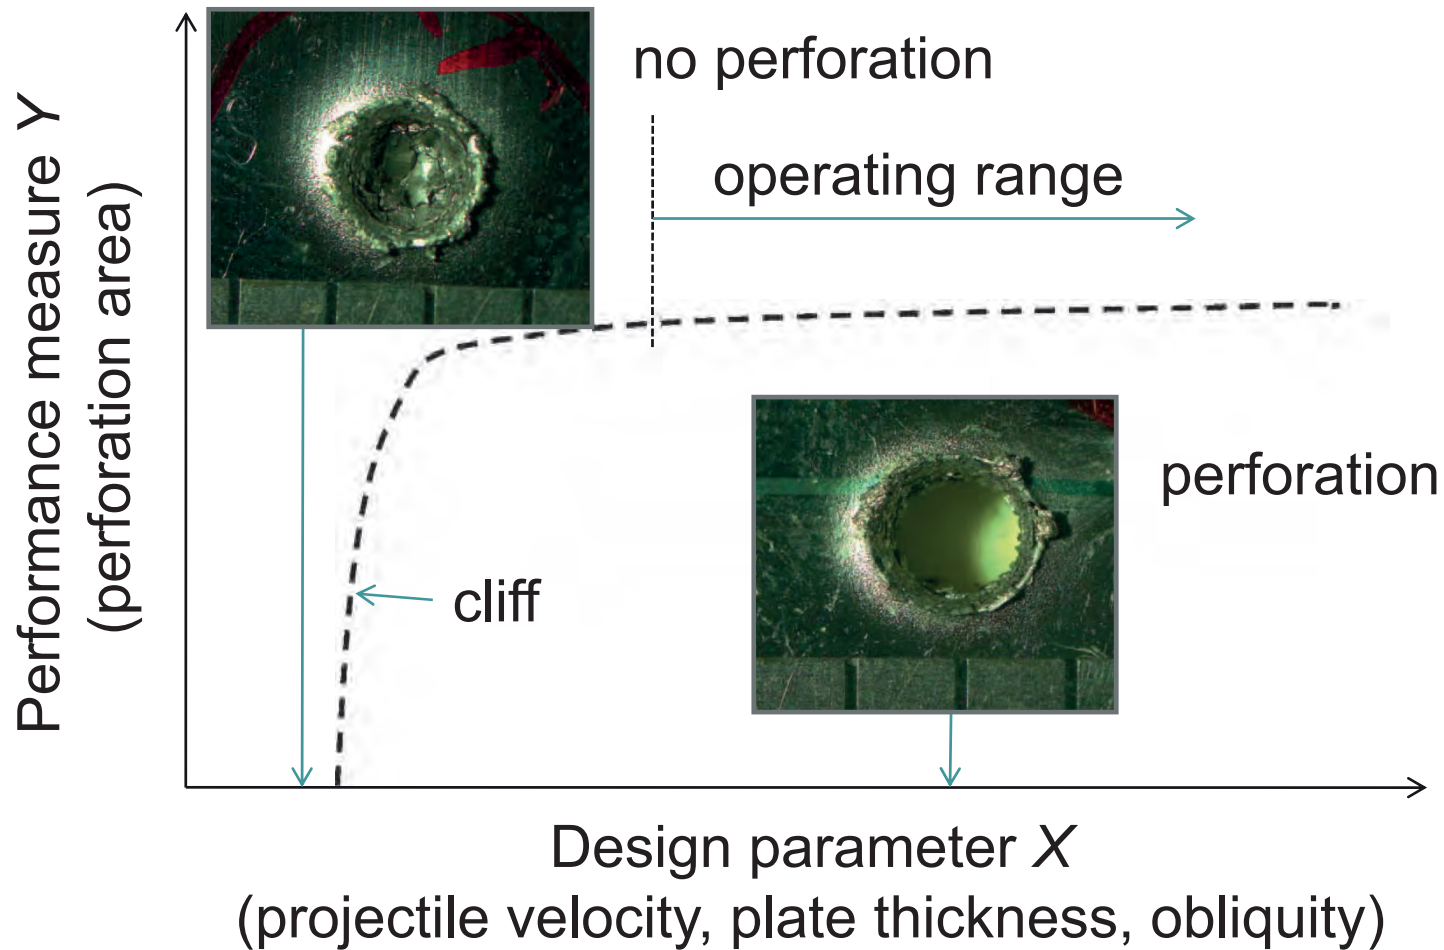 Performance measure Y
(perforation area)
no perforation
operating range
perforation
cliff
Design parameter X
(projectile velocity, plate thickness, obliquity)